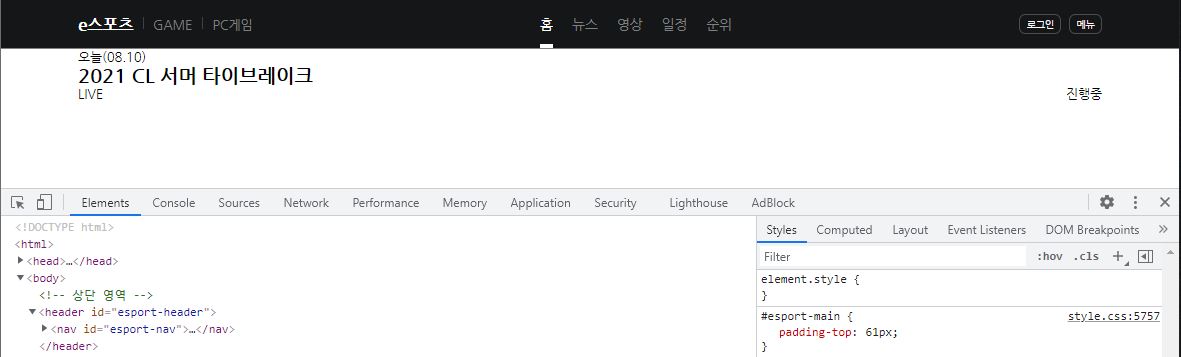 e스포츠 GAME PC게임 홈 뉴스 영상 일정 순위 로그인 메뉴
오늘(08.10)
2021 CL 서머 타이브레이크
LIVE 진행중
Elements Console Sources Network Performance Memory Application Security Lighthouse AdBlock
<!DOCTYPE html>
<html>
<head>…</head>
<body>
<!-- 상단 영역 -->
<header id="esport-header">
<nav id="esport-nav">…</nav>
</header>
Styles Computed Layout Event Listeners DOM Breakpoints »
Filter :hov .cls +
element.style {
}
#esport-main { style.css:5757
padding-top: 61px;
}